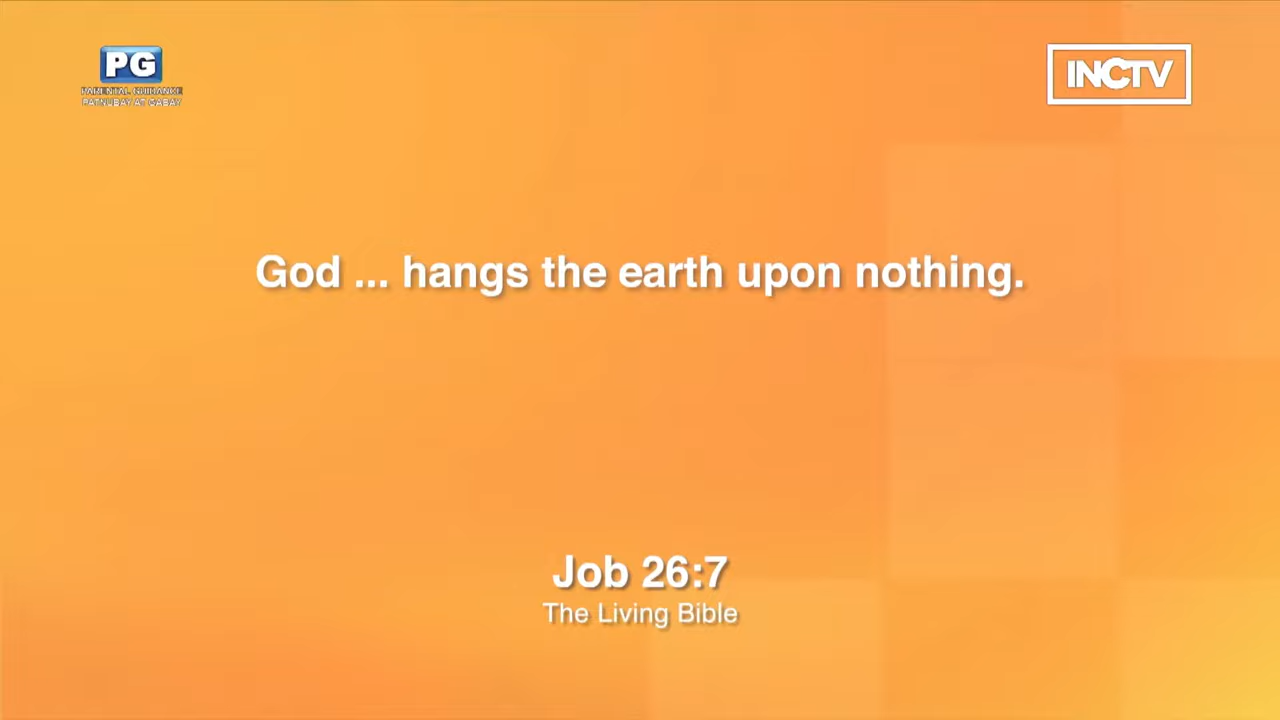 PG
PARENTAL GUIDANCE
PATNUBAY AT GABAY
INCTV
God ... hangs the earth upon nothing.
Job 26:7
The Living Bible